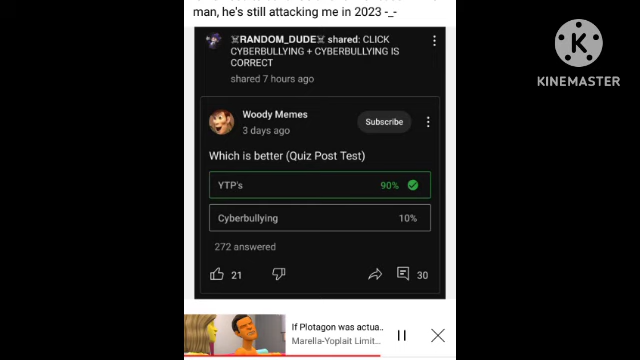 man, he's still attacking me in 2023 -_-
☠RANDOM_DUDE☠ shared: CLICK
CYBERBULLYING + CYBERBULLYING IS
CORRECT
shared 7 hours ago
Woody Memes
3 days ago
Subscribe
Which is better (Quiz Post Test)
YTP's 90%
Cyberbullying 10%
272 answered
21
30
If Plotagon was actua..
Marella-Yoplait Limit...
KINEMASTER